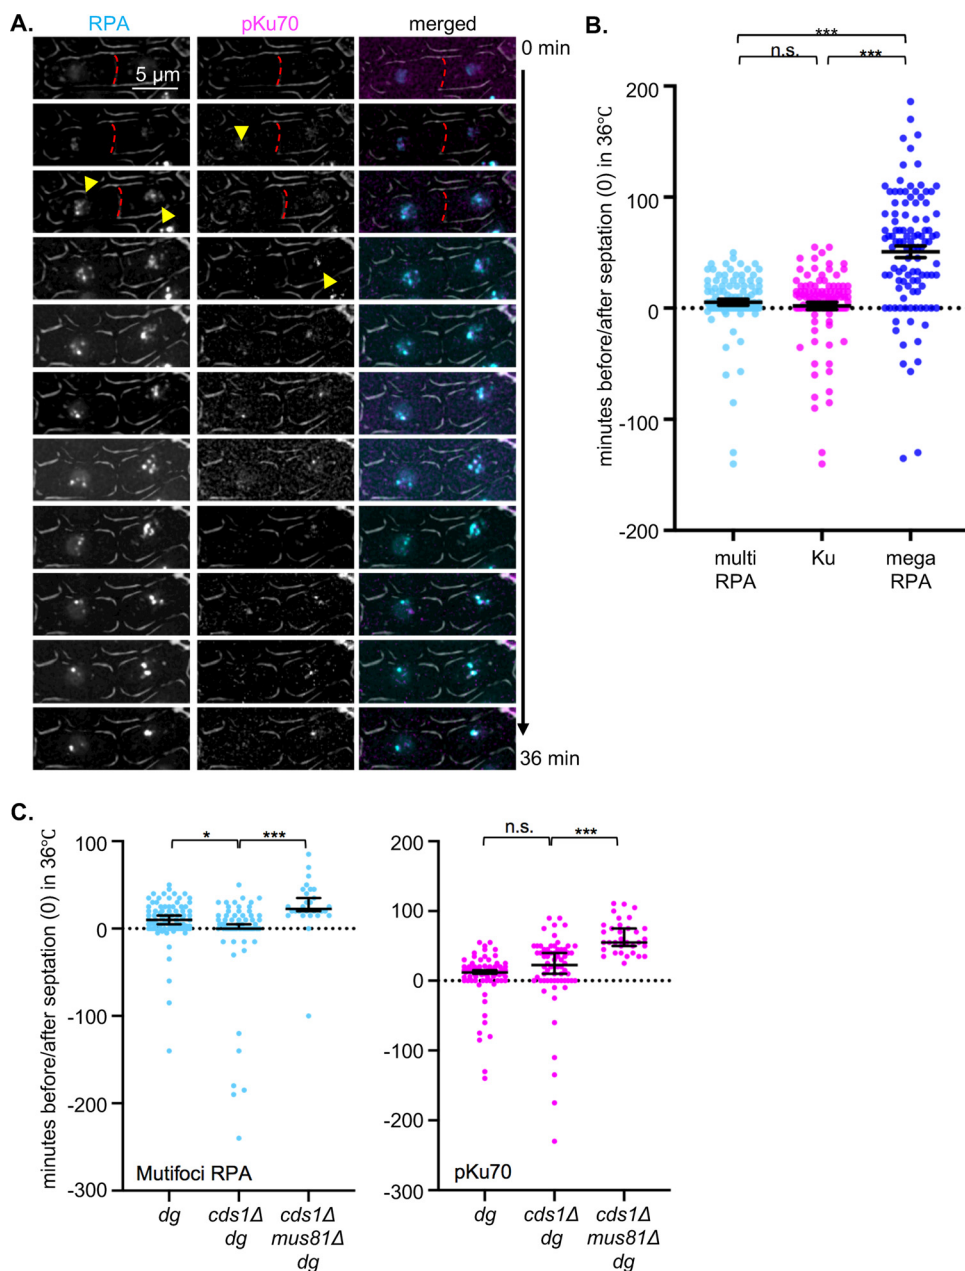 A.
RPA pKu70 merged
0 min
5 µm
36 min
B.
***
n.s. ***
minutes before/after septation (0) in 36°C
200
100
0
-100
-200
multi RPA
Ku
mega RPA
C.
* ***
minutes before/after septation (0) in 36°C
100
0
-100
-200
-300
Mutifoci RPA
dg
cds1Δ dg
cds1Δ mus81Δ dg
n.s. ***
200
100
0
-100
-200
-300
pKu70
dg
cds1Δ dg
cds1Δ mus81Δ dg